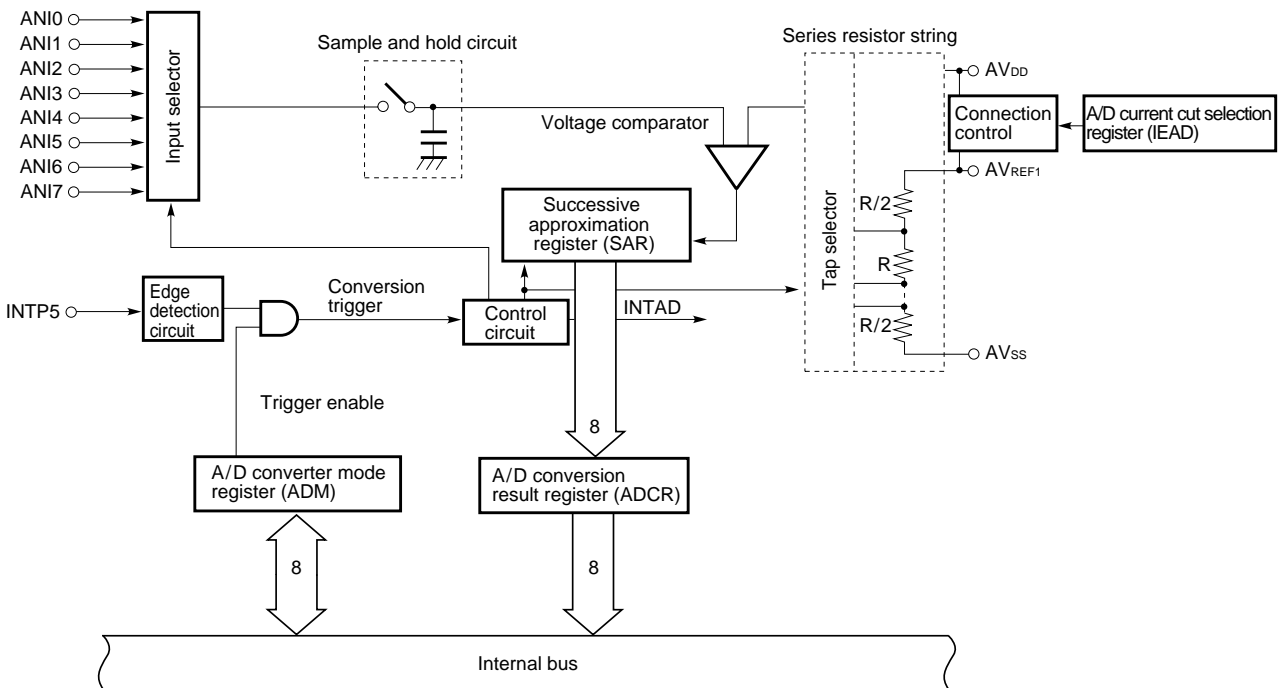 ANI0
ANI1
ANI2
ANI3
ANI4
ANI5
ANI6
ANI7
Input selector
Sample and hold circuit
Voltage comparator
Series resistor string
Tap selector
AVDD
Connection
control
A/D current cut selection
register (IEAD)
AVREF1
R/2
R
R/2
AVSS
Successive
approximation
register (SAR)
INTP5
Edge
detection
circuit
Conversion
trigger
Control
circuit
INTAD
Trigger enable
8
A/D converter mode
register (ADM)
A/D conversion
result register (ADCR)
8
8
Internal bus